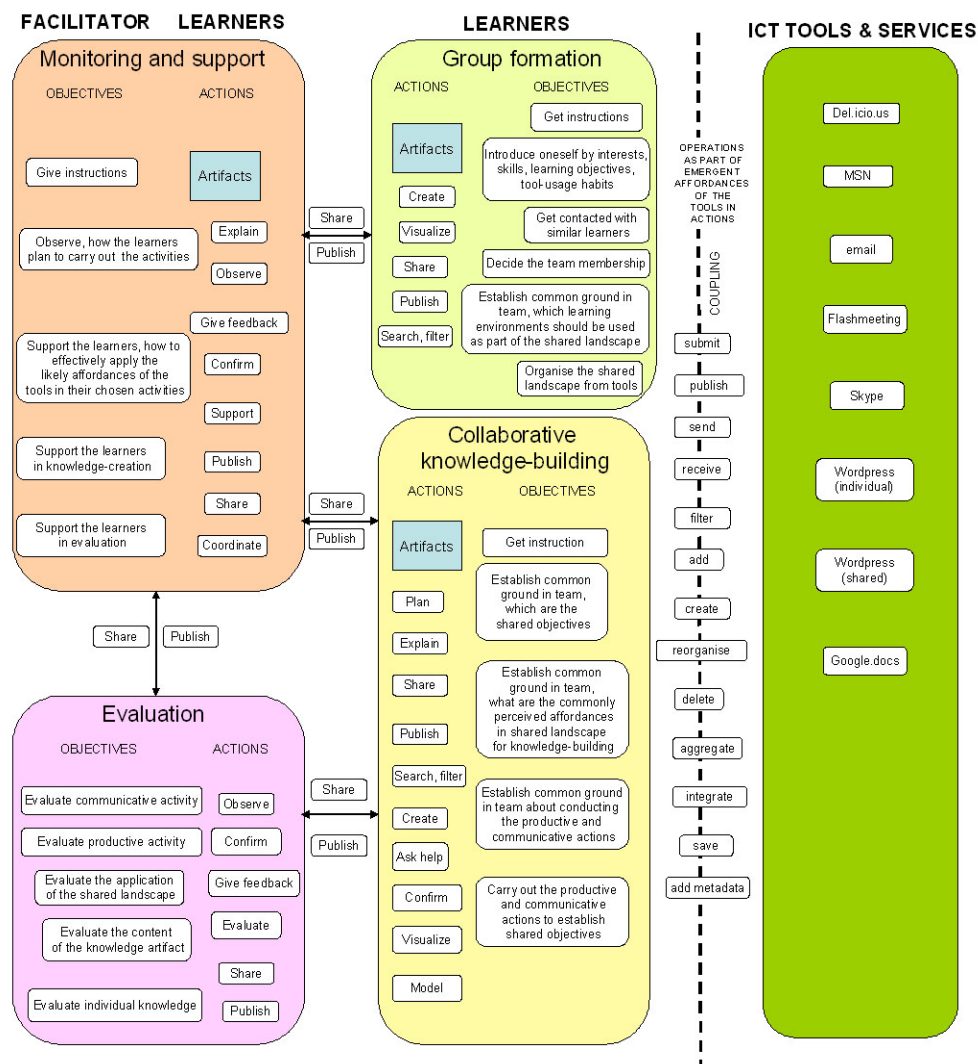 FACILITATOR LEARNERS
LEARNERS
ICT TOOLS & SERVICES
Monitoring and support
OBJECTIVES
ACTIONS
Artifacts
Give instructions
Explain
Observe, how the learners
plan to carry out the activities
Observe
Give feedback
Support the learners, how to
effectively apply the
likely affordances of the
tools in their chosen activities
Confirm
Support
Support the learners
in knowledge-creation
Publish
Share
Support the learners
in evaluation
Coordinate
Share
Publish
Share
Publish
Share
Publish
Evaluation
OBJECTIVES
ACTIONS
Evaluate communicative activity
Observe
Evaluate productive activity
Confirm
Evaluate the application
of the shared landscape
Give feedback
Evaluate the content
of the knowledge artifact
Evaluate
Share
Evaluate individual knowledge
Publish
Share
Publish
Group formation
ACTIONS
OBJECTIVES
Get instructions
Artifacts
Introduce oneself by interests,
skills, learning objectives,
tool-usage habits
Create
Get contacted with
similar learners
Visualize
Decide the team membership
Share
Publish
Establish common ground in
team, which learning
environments should be used
as part of the shared landscape
Search, filter
Organise the shared
landscape from tools
Collaborative
knowledge-building
ACTIONS
OBJECTIVES
Artifacts
Get instruction
Establish common
ground in team,
which are the
shared objectives
Plan
Explain
Share
Establish common
ground in team,
what are the commonly
perceived affordances
in shared landscape
for knowledge-building
Publish
Search, filter
Establish common ground
in team about conducting
the productive and
communicative actions
Create
Ask help
Confirm
Carry out the productive
and communicative
actions to establish
shared objectives
Visualize
Model
OPERATIONS
AS PART OF
EMERGENT
AFFORDANCES
OF THE
TOOLS IN
ACTIONS
COUPLING
submit
publish
send
receive
filter
add
create
reorganise
delete
aggregate
integrate
save
add metadata
Del.icio.us
MSN
email
Flashmeeting
Skype
Wordpress
(individual)
Wordpress
(shared)
Google.docs